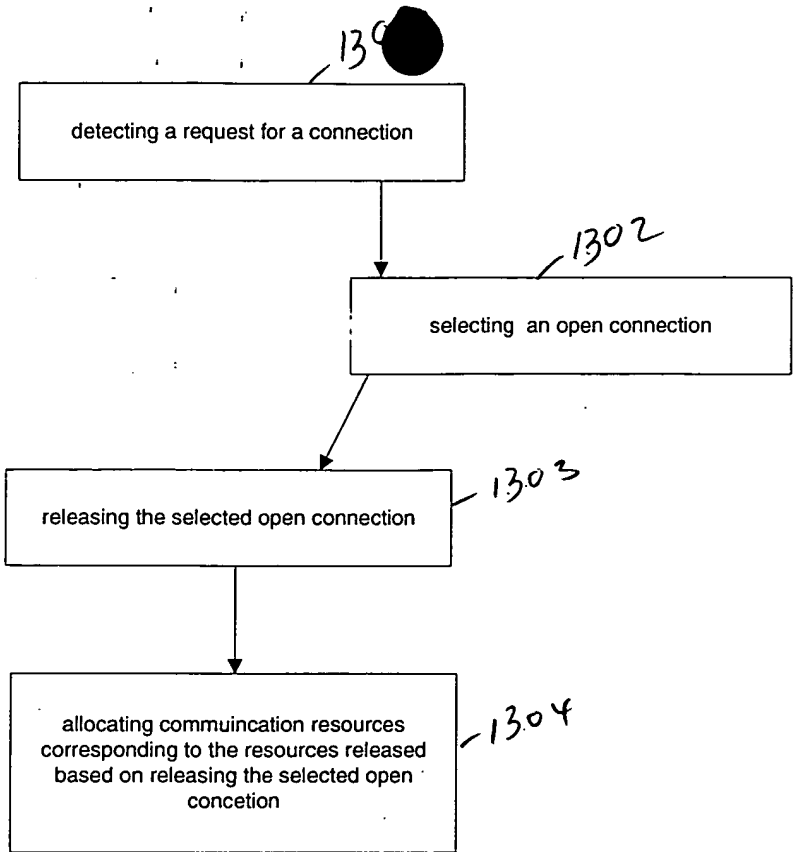 detecting a request for a connection
1302
selecting an open connection
1303
releasing the selected open connection
1304
allocating commuincation resources
corresponding to the resources released
based on releasing the selected open
concetion